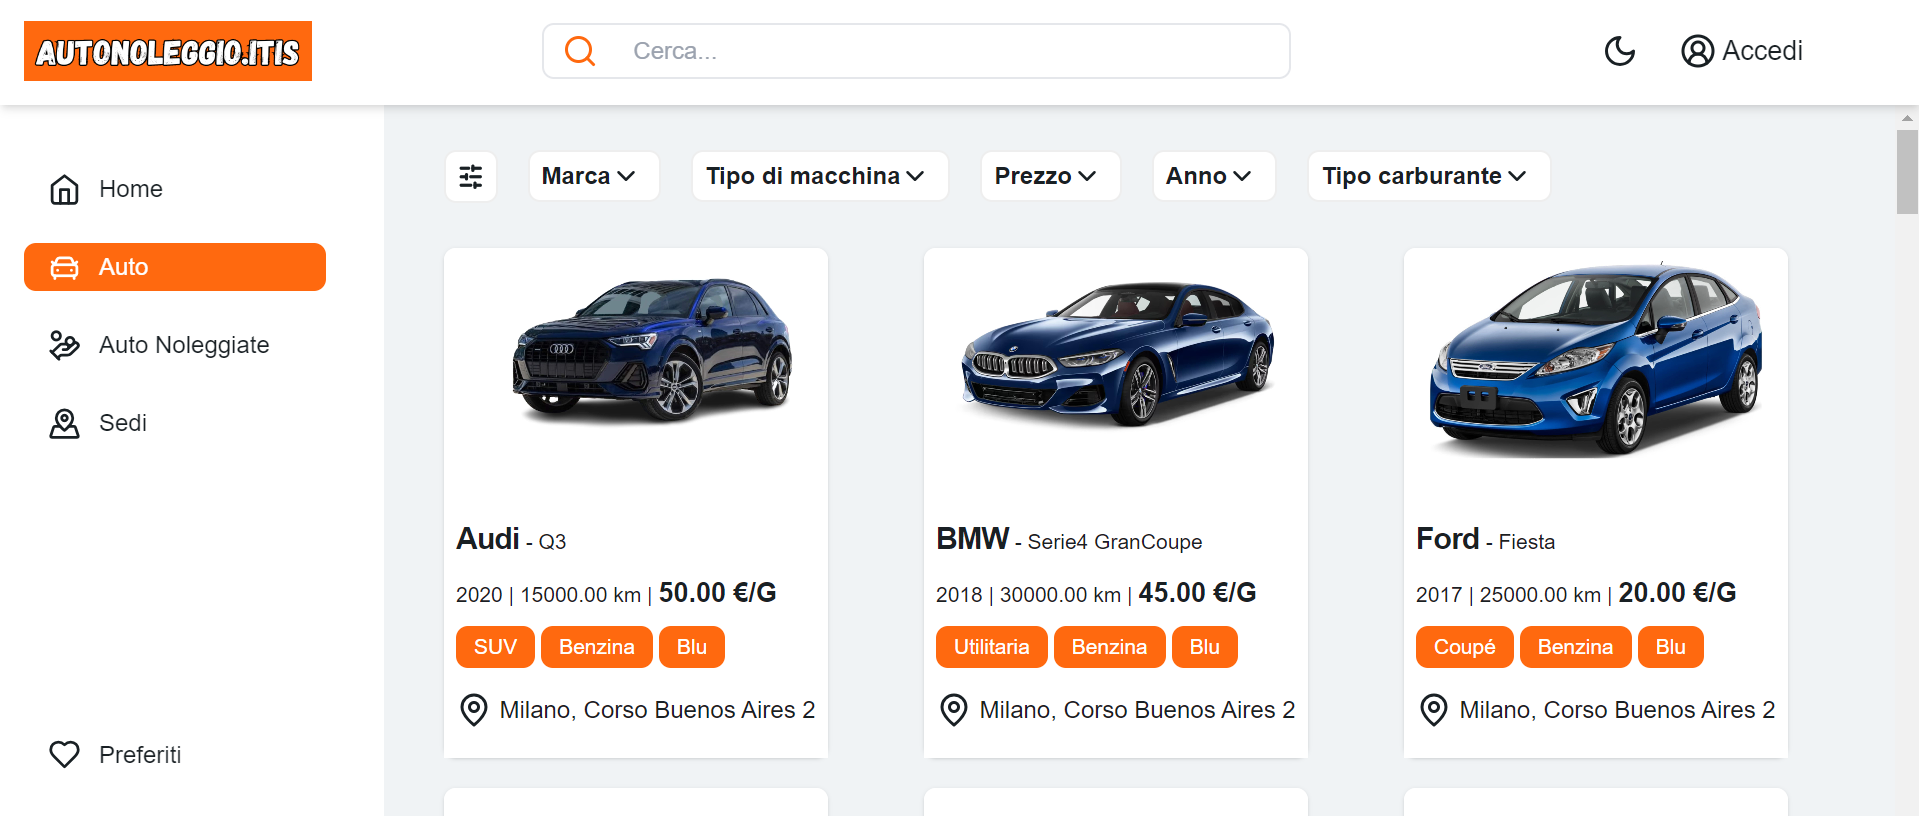 AUTONOLEGGIO.ITIS
Cerca...
Accedi
Home
Auto
Auto Noleggiate
Sedi
Preferiti
Marca
Tipo di macchina
Prezzo
Anno
Tipo carburante
Audi - Q3
2020 | 15000.00 km | 50.00 €/G
SUV Benzina Blu
Milano, Corso Buenos Aires 2
BMW - Serie4 GranCoupe
2018 | 30000.00 km | 45.00 €/G
Utilitaria Benzina Blu
Milano, Corso Buenos Aires 2
Ford - Fiesta
2017 | 25000.00 km | 20.00 €/G
Coupé Benzina Blu
Milano, Corso Buenos Aires 2